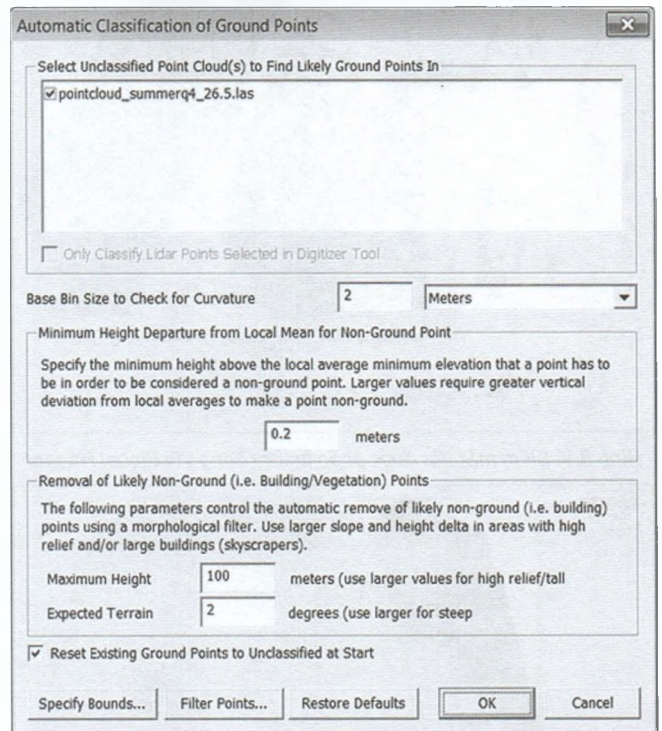 Automatic Classification of Ground Points
Select Unclassified Point Cloud(s) to Find Likely Ground Points In
pointcloud_summerq4_26.5.las
Only Classify Lidar Points Selected in Digitizer Tool
Base Bin Size to Check for Curvature 2 Meters
Minimum Height Departure from Local Mean for Non-Ground Point
Specify the minimum height above the local average minimum elevation that a point has to
be in order to be considered a non-ground point. Larger values require greater vertical
deviation from local averages to make a point non-ground.
0.2 meters
Removal of Likely Non-Ground (i.e. Building/Vegetation) Points
The following parameters control the automatic remove of likely non-ground (i.e. building)
points using a morphological filter. Use larger slope and height delta in areas with high
relief and/or large buildings (skyscrapers).
Maximum Height 100 meters (use larger values for high relief/tall
Expected Terrain 2 degrees (use larger for steep
Reset Existing Ground Points to Unclassified at Start
Specify Bounds... Filter Points... Restore Defaults OK Cancel